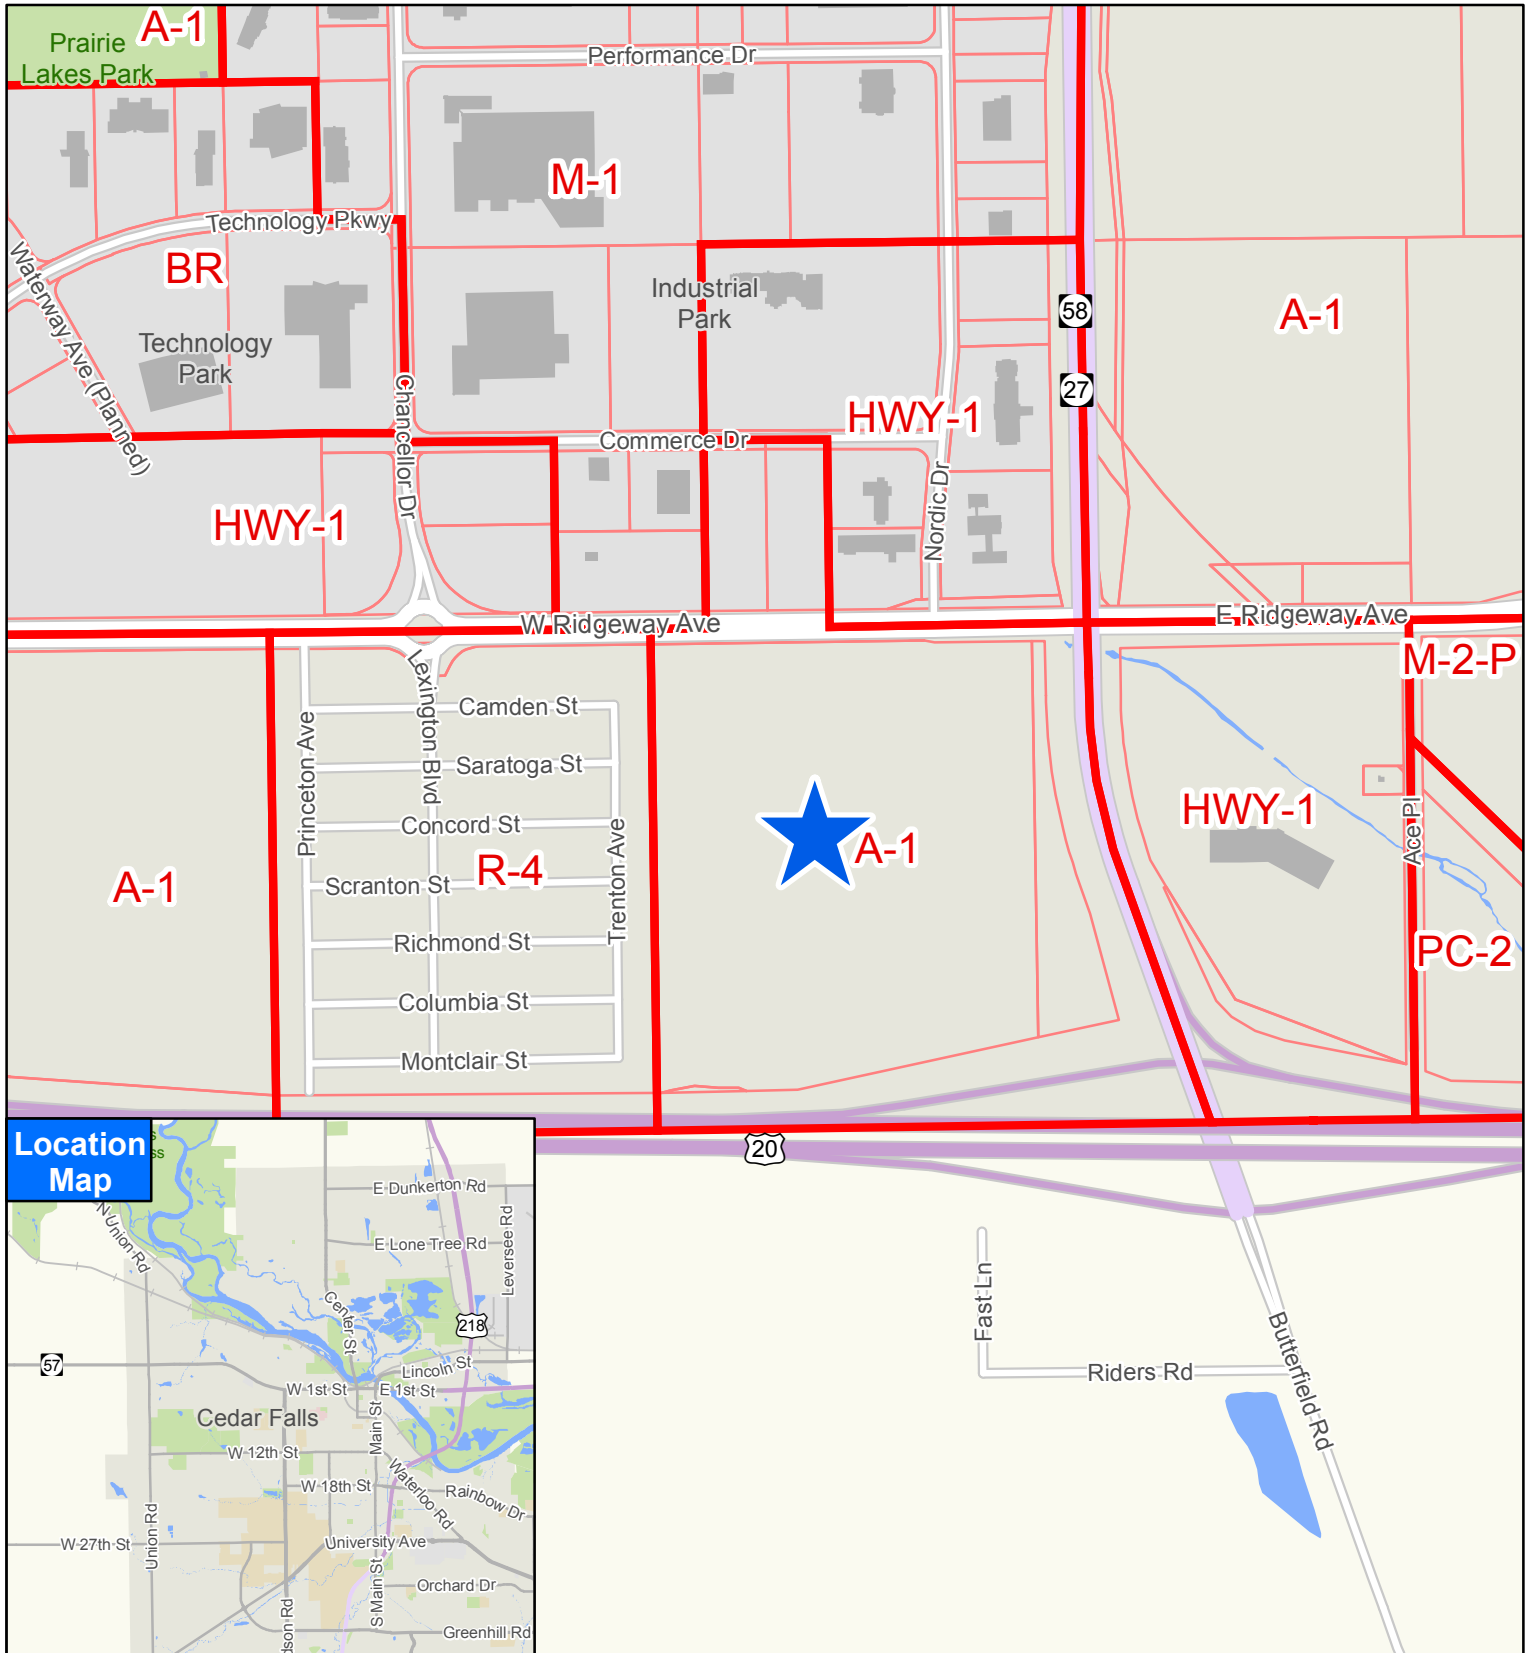 A-1
Prairie
Lakes Park
Performance Dr
M-1
Technology Pkwy
BR
Waterway Ave (Planned)
Industrial
Park
58
A-1
Technology
Park
27
Chancellor Dr
HWY-1
Commerce Dr
HWY-1
Nordic Dr
W Ridgeway Ave
E Ridgeway Ave
M-2-P
Lexington Blvd
Camden St
Princeton Ave
Saratoga St
HWY-1
Concord St
Trenton Ave
Ace Pl
A-1
R-4
A-1
Scranton St
Richmond St
PC-2
Columbia St
Montclair St
20
Location
Map
ss
E Dunkerton Rd
N Union Rd
Leversee Rd
E Lone Tree Rd
Center St
218
Fast Ln
57
Lincoln St
Riders Rd
Butterfield Rd
W 1st St
E 1st St
Cedar Falls
Main St
W 12th St
Waterloo Rd
W 18th St
Rainbow Dr
Union Rd
W 27th St
University Ave
S Main St
Orchard Dr
dson Rd
Greenhill Rd